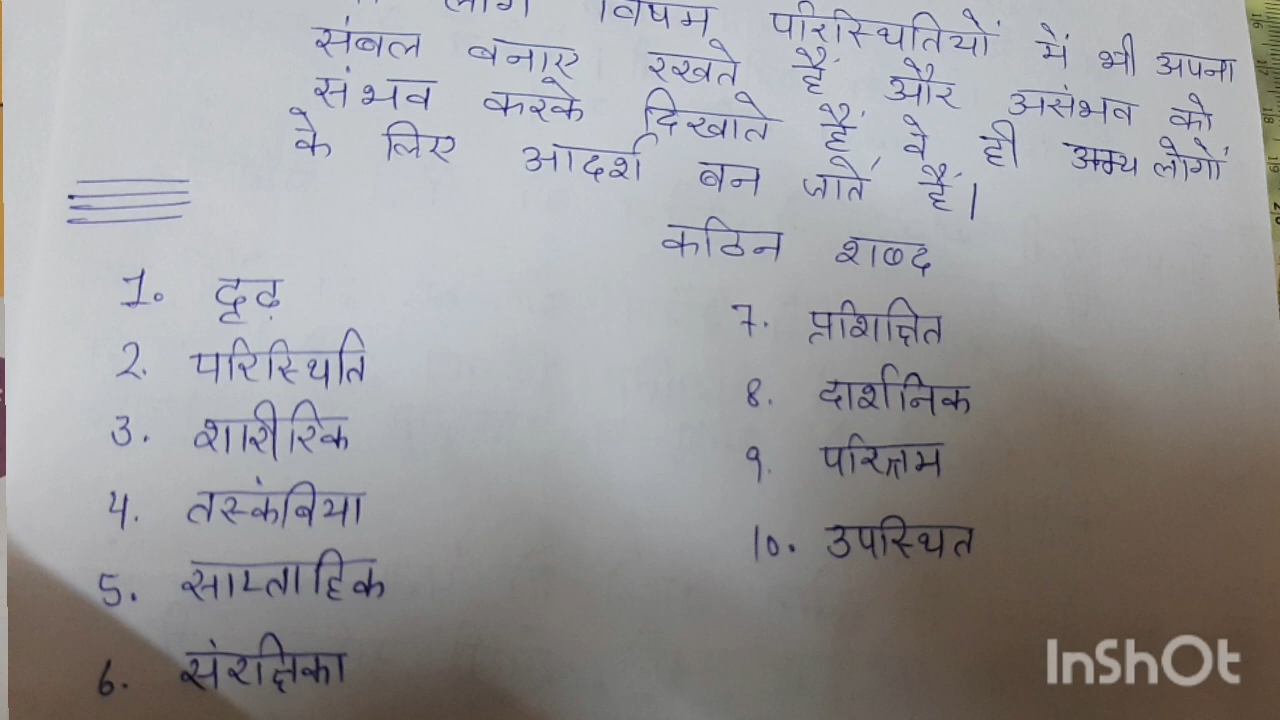 लोग विषम परिस्थितियों में भी अपना
संबल बनाए रखते हैं और असंभव को
संभव करके दिखाते हैं, वे ही अन्य लोगों
के लिए आदर्श बन जाते हैं।
कठिन शब्द
1. दृढ़
2. परिस्थिति
3. शारीरिक
4. तस्कंबिया
5. साप्ताहिक
6. संरक्षिका
7. प्रशिक्षित
8. दार्शनिक
9. परिश्रम
10. उपस्थित
InShOt